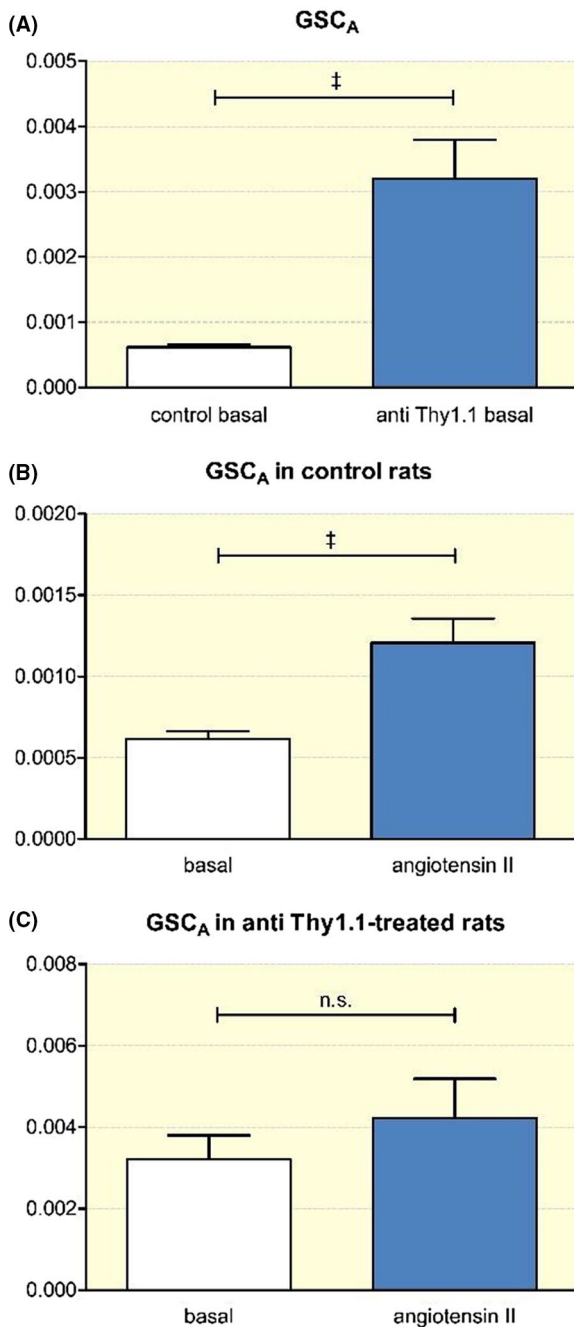 (A)
GSCA
0.005
‡
0.004
0.003
0.002
0.001
0.000
control basal anti Thy1.1 basal
(B)
GSCA in control rats
0.0020
‡
0.0015
0.0010
0.0005
0.0000
basal angiotensin II
(C)
GSCA in anti Thy1.1-treated rats
0.008
n.s.
0.006
0.004
0.002
0.000
basal angiotensin II